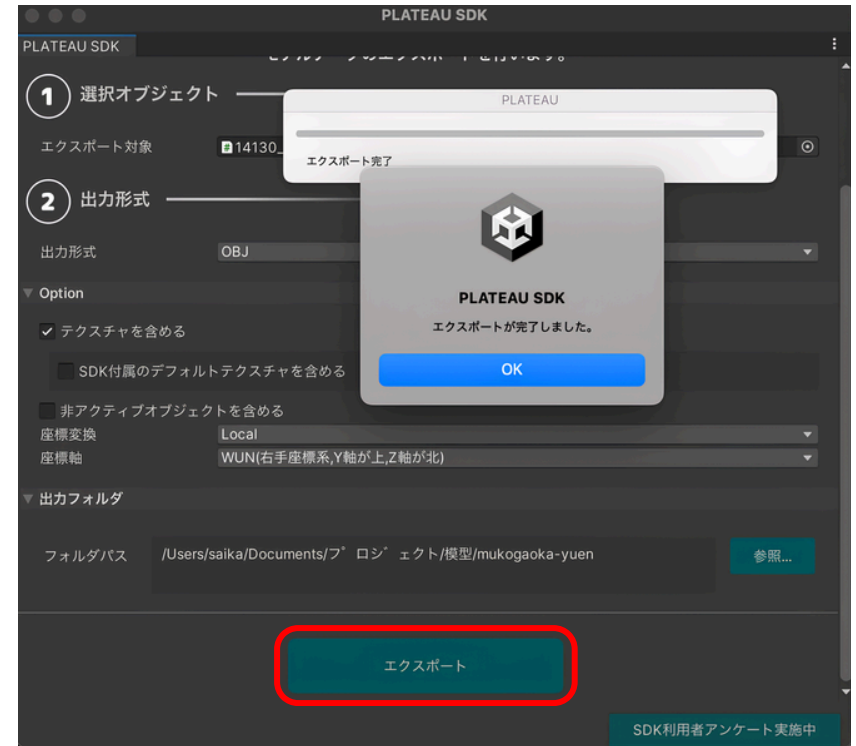 PLATEAU SDK
PLATEAU SDK
1 選択オブジェクト
PLATEAU
エクスポート対象
14130_
エクスポート完了
2 出力形式
出力形式 OBJ
PLATEAU SDK
エクスポートが完了しました。
OK
Option
テクスチャを含める
SDK付属のデフォルトテクスチャを含める
非アクティブオブジェクトを含める
座標変換 Local
座標軸 WUN(右手座標系,Y軸が上,Z軸が北)
出力フォルダ
フォルダパス /Users/saika/Documents/プロジェクト/模型/mukogaoka-yuen 参照...
エクスポート
SDK利用者アンケート実施中